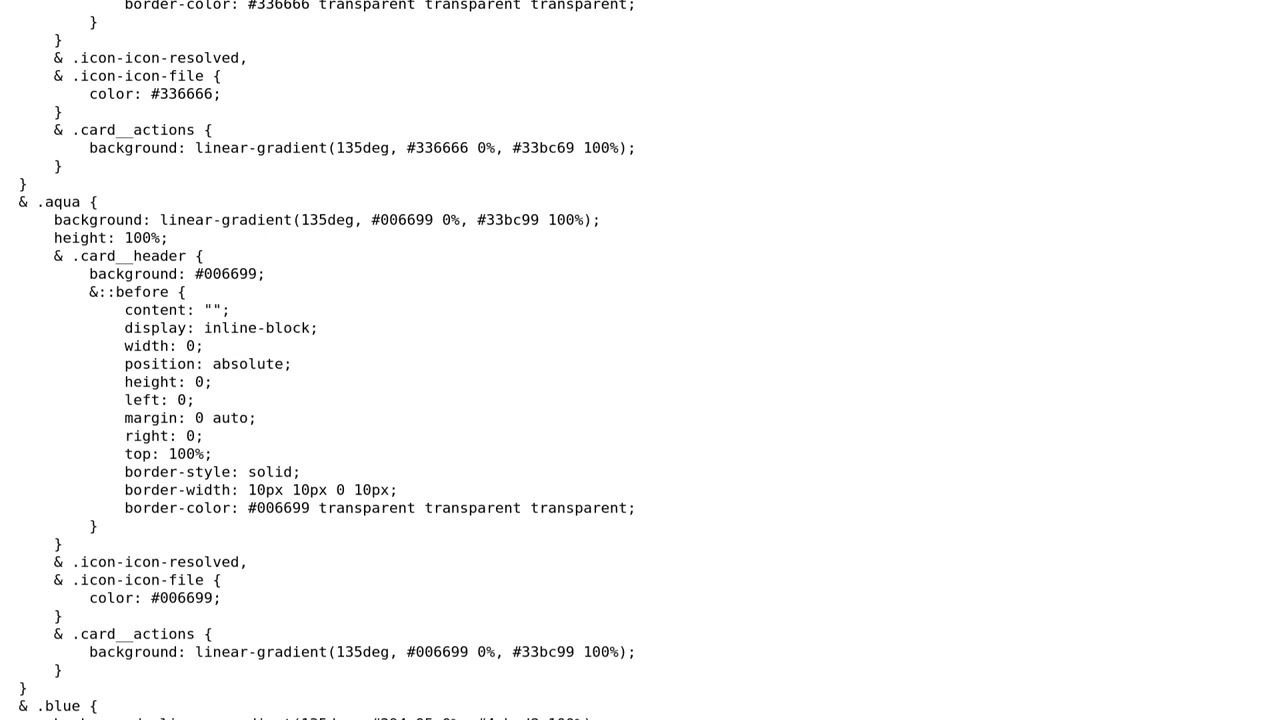 border-color: #336666 transparent transparent transparent;
}
}
& .icon-icon-resolved,
& .icon-icon-file {
color: #336666;
}
& .card__actions {
background: linear-gradient(135deg, #336666 0%, #33bc69 100%);
}
}
& .aqua {
background: linear-gradient(135deg, #006699 0%, #33bc99 100%);
height: 100%;
& .card__header {
background: #006699;
&::before {
content: "";
display: inline-block;
width: 0;
position: absolute;
height: 0;
left: 0;
margin: 0 auto;
right: 0;
top: 100%;
border-style: solid;
border-width: 10px 10px 0 10px;
border-color: #006699 transparent transparent transparent;
}
}
& .icon-icon-resolved,
& .icon-icon-file {
color: #006699;
}
& .card__actions {
background: linear-gradient(135deg, #006699 0%, #33bc99 100%);
}
}
& .blue {